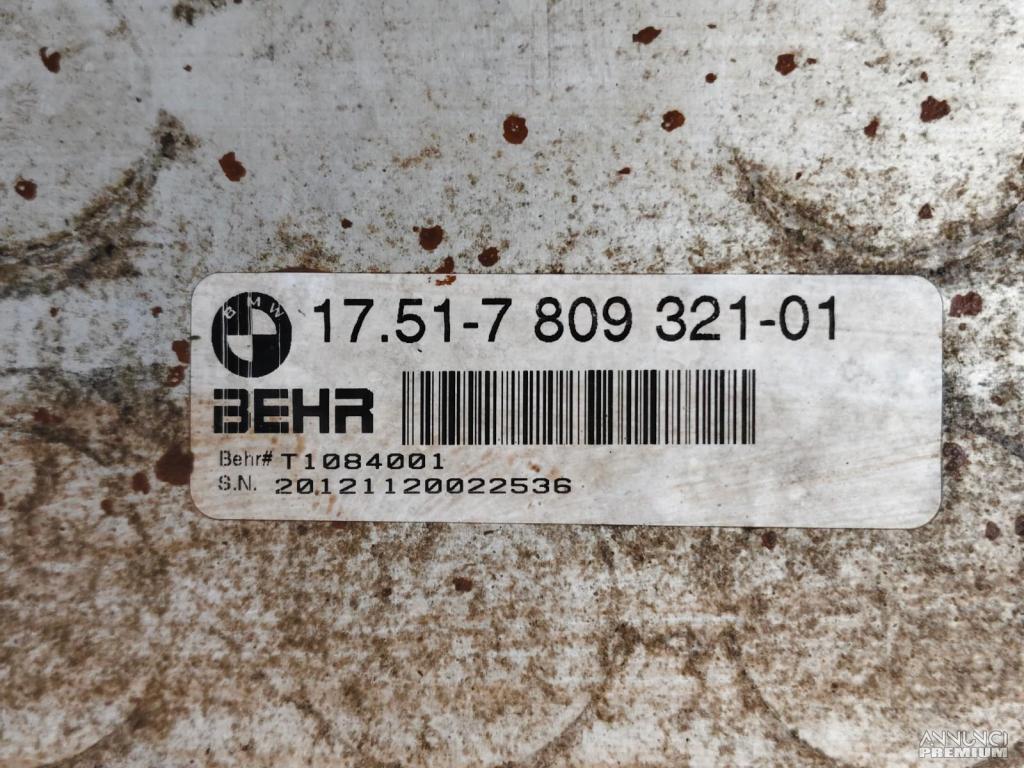 BMW
17.51-7 809 321-01
BEHR
Behr# T1084001
S.N. 20121120022536
ANNUNCI
PREMIUM